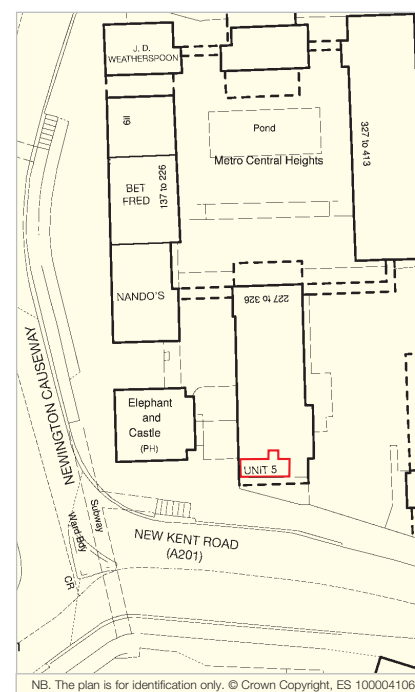 J. D.
WEATHERSPOON
Pond
Metro Central Heights
327 to 413
611
137 to 226
BET
FRED
NANDO'S
227 to 326
Elephant
and
Castle
(PH)
UNIT 5
NEWINGTON CAUSEWAY
Subway
Ward Bdy
CR
NEW KENT ROAD
(A201)
NB. The plan is for identification only. © Crown Copyright, ES 100004106